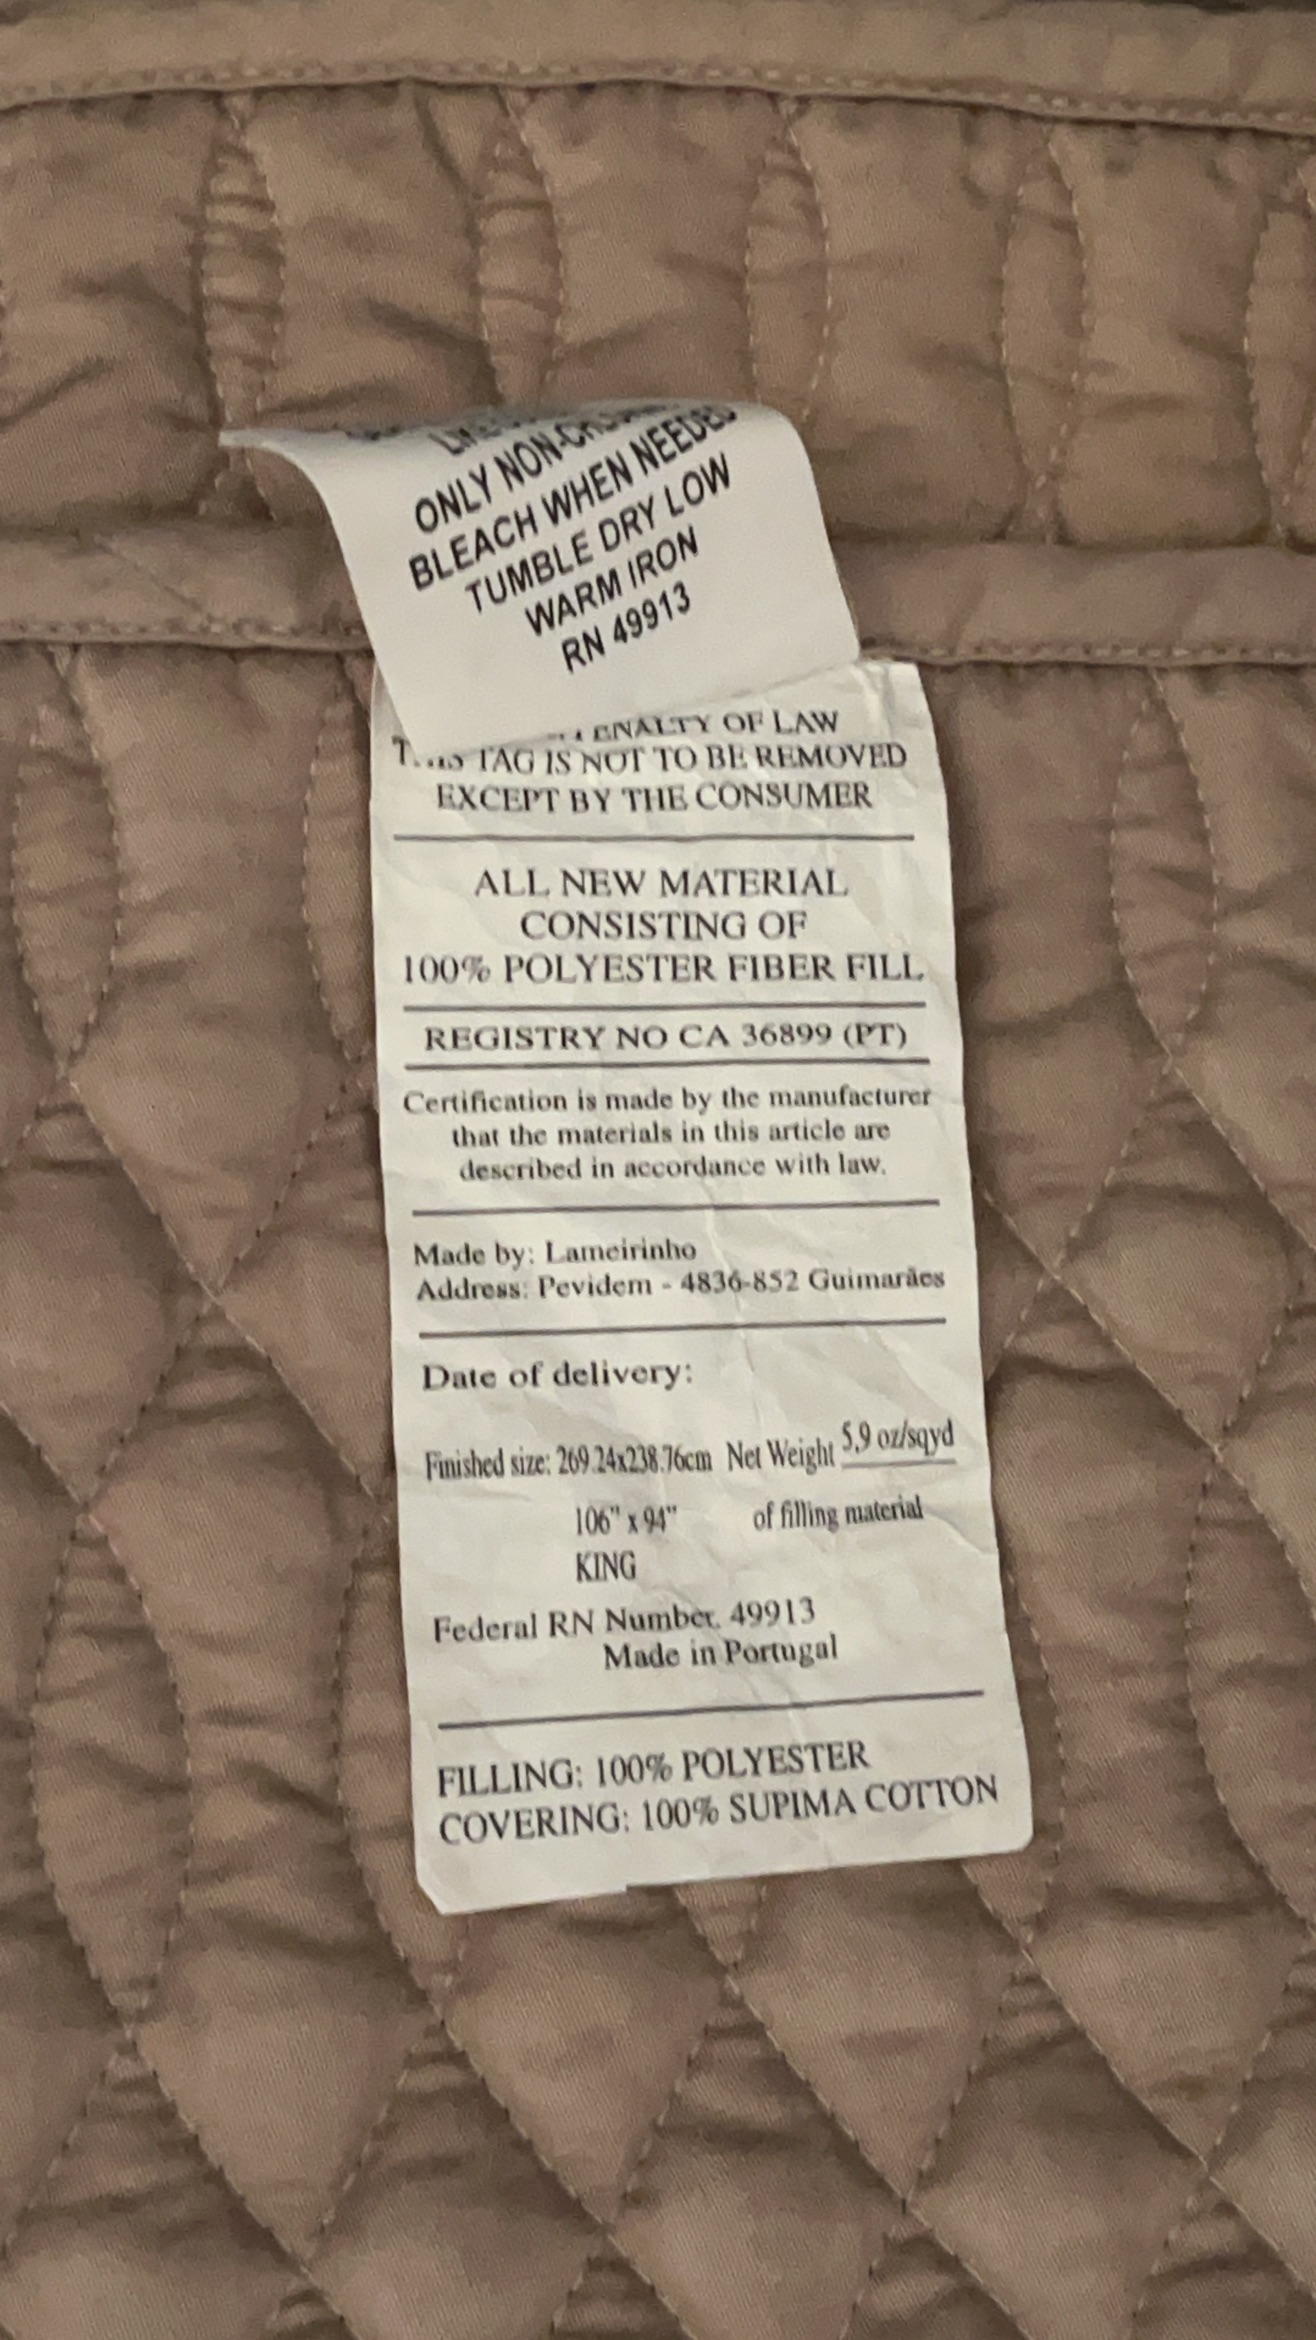 ONLY NON-CHLORINE
BLEACH WHEN NEEDED
TUMBLE DRY LOW
WARM IRON
RN 49913
PENALTY OF LAW
THIS TAG IS NOT TO BE REMOVED
EXCEPT BY THE CONSUMER
ALL NEW MATERIAL
CONSISTING OF
100% POLYESTER FIBER FILL
REGISTRY NO CA 36899 (PT)
Certification is made by the manufacturer
that the materials in this article are
described in accordance with law.
Made by: Lameirinho
Address: Pevidem - 4836-852 Guimarães
Date of delivery:
Finished size: 269.24x238.76cm Net Weight 5,9 oz/sqyd
106" x 94" of filling material
KING
Federal RN Number. 49913
Made in Portugal
FILLING: 100% POLYESTER
COVERING: 100% SUPIMA COTTON